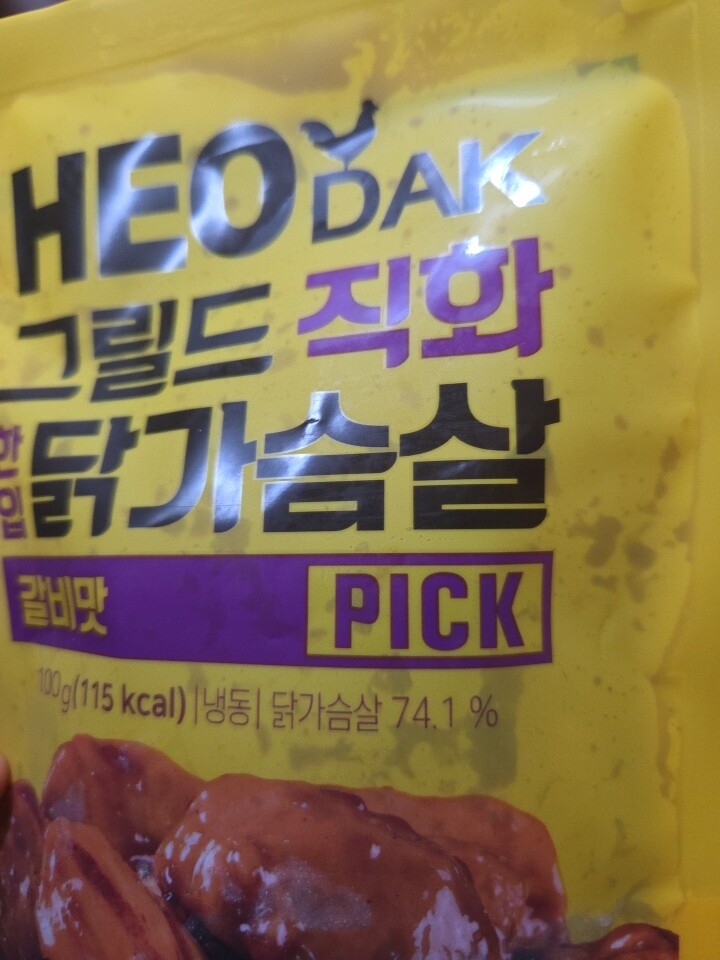 HEO DAK
그릴드 직화
한입 닭가슴살
갈비맛 PICK
100g(115 kcal) |냉동| 닭가슴살 74.1 %